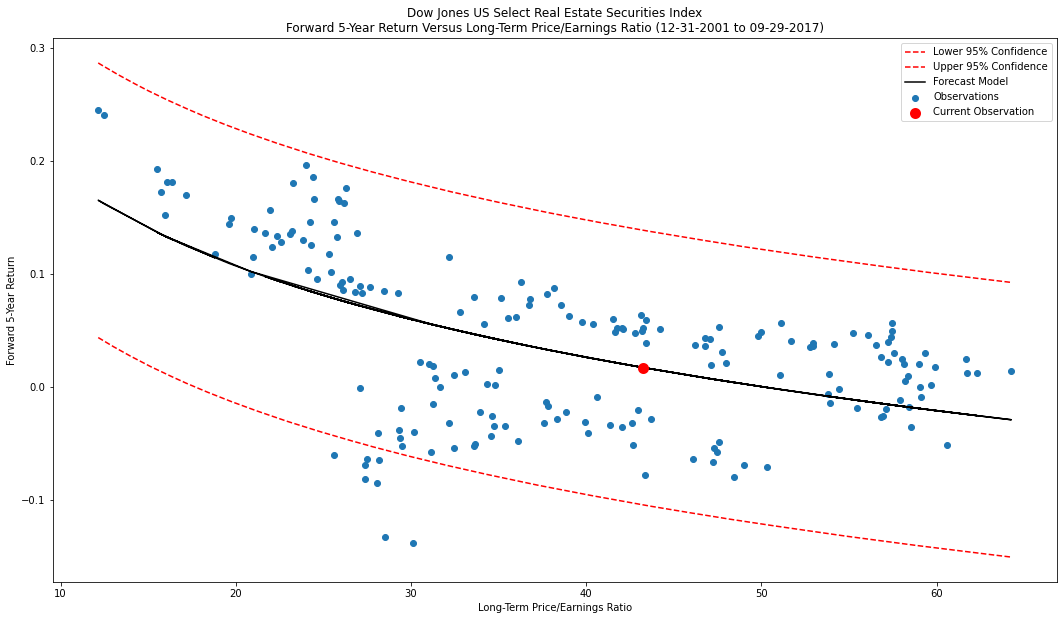 Dow Jones US Select Real Estate Securities Index
Forward 5-Year Return Versus Long-Term Price/Earnings Ratio (12-31-2001 to 09-29-2017)
Lower 95% Confidence
Upper 95% Confidence
Forecast Model
Observations
Current Observation
Forward 5-Year Return
0.3
0.2
0.1
0.0
−0.1
10
20
30
40
50
60
Long-Term Price/Earnings Ratio